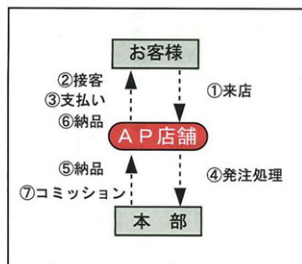 お客様
②接客
③支払い
⑥納品
①来店
AP店舗
⑤納品
⑦コミッション
④発注処理
本 部